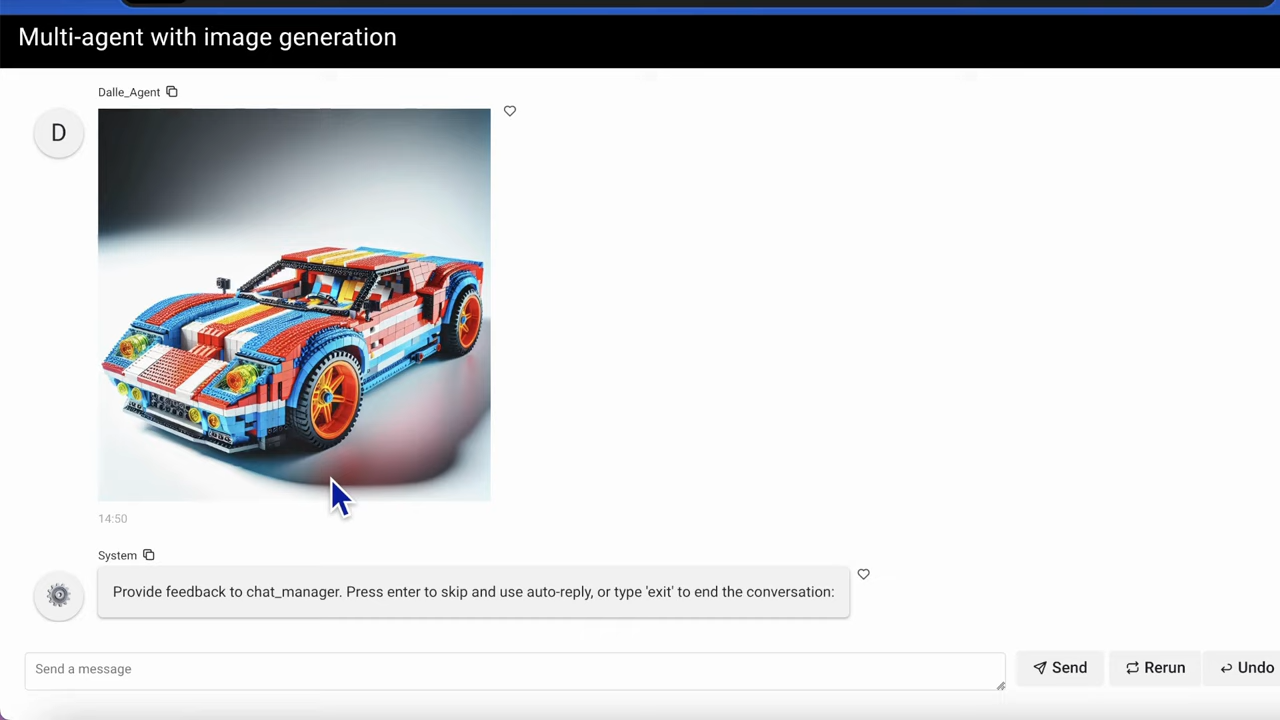 Multi-agent with image generation
Dalle_Agent
D
14:50
System
Provide feedback to chat_manager. Press enter to skip and use auto-reply, or type 'exit' to end the conversation:
Send a message
Send
Rerun
Undo